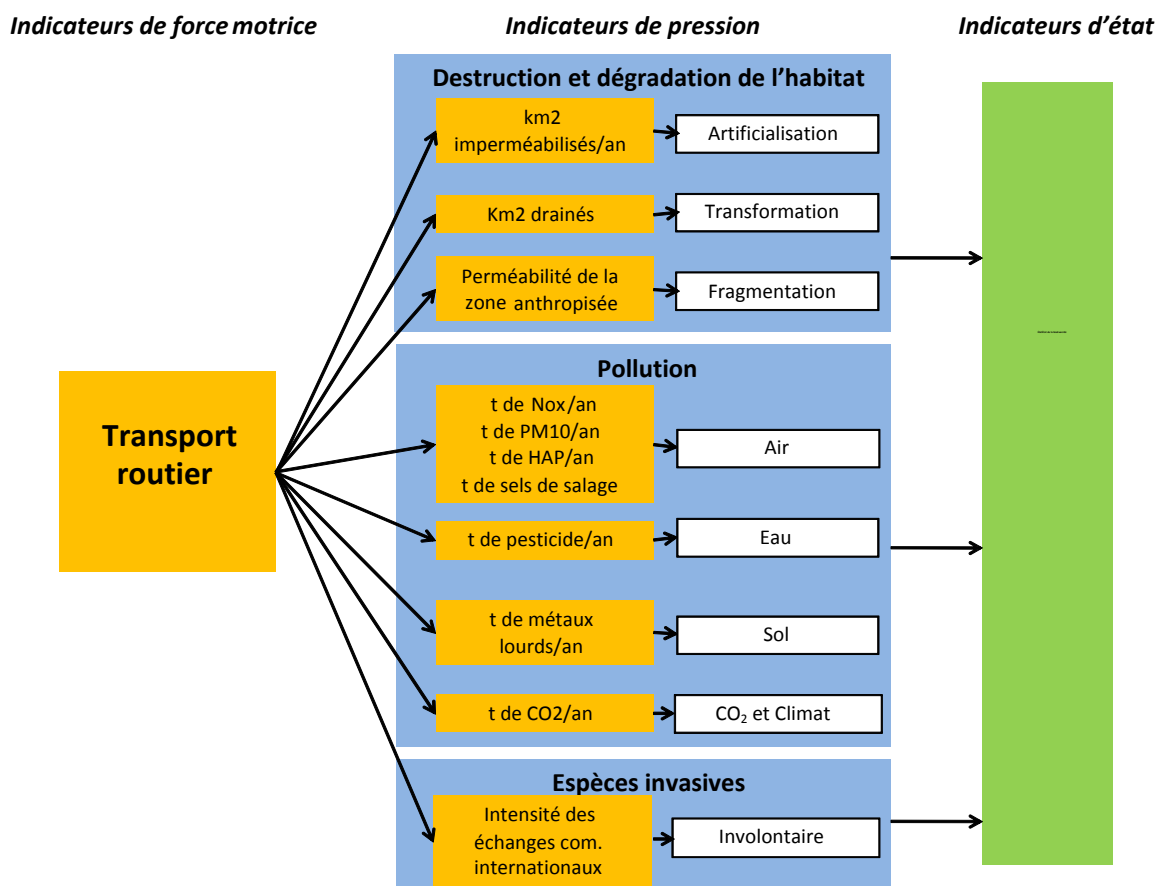 Indicateurs de force motrice
Indicateurs de pression
Indicateurs d’état
Destruction et dégradation de l’habitat
km2
imperméabilisés/an
Artificialisation
Km2 drainés
Transformation
Perméabilité de la
zone anthropisée
Fragmentation
Transport
routier
Pollution
t de Nox/an
t de PM10/an
t de HAP/an
t de sels de salage
Air
t de pesticide/an
Eau
t de métaux
lourds/an
Sol
t de CO2/an
CO₂ et Climat
Espèces invasives
Intensité des
échanges com.
internationaux
Involontaire